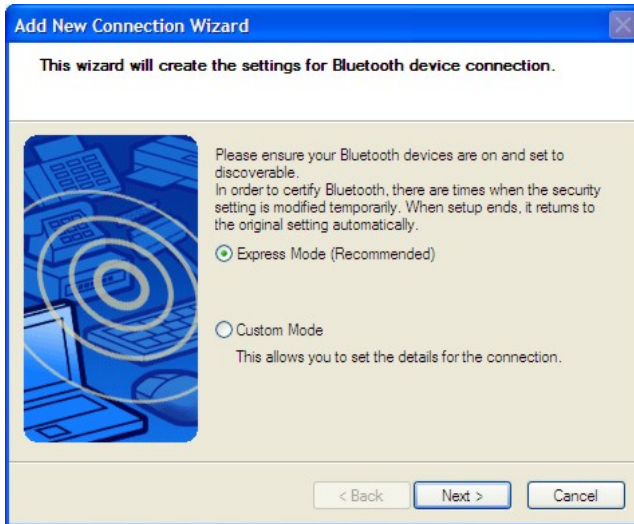 Add New Connection Wizard
This wizard will create the settings for Bluetooth device connection.
Please ensure your Bluetooth devices are on and set to
discoverable.
In order to certify Bluetooth, there are times when the security
setting is modified temporarily. When setup ends, it returns to
the original setting automatically.
Express Mode (Recommended)
Custom Mode
This allows you to set the details for the connection.
< Back Next > Cancel